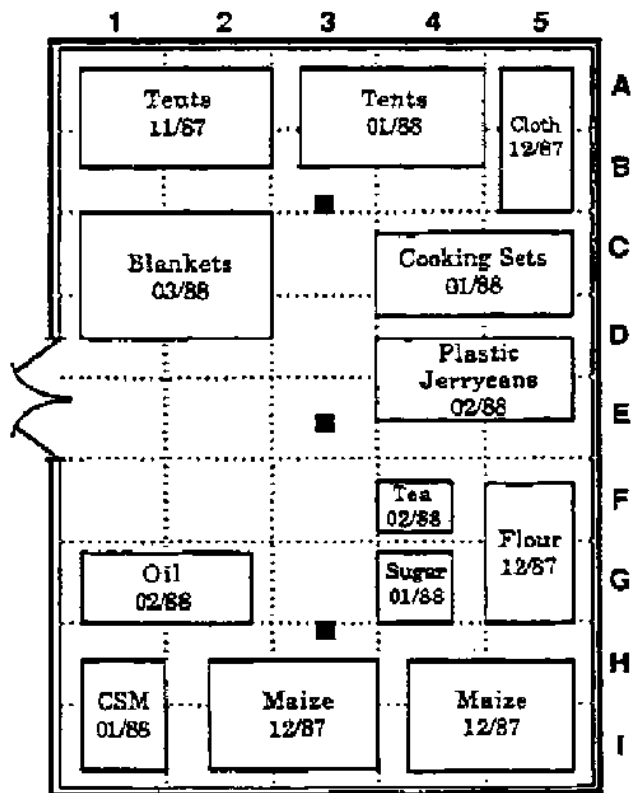 1 2 3 4 5
A
Tents
11/87
Tents
01/88
Cloth
12/87
B
C
Blankets
03/88
Cooking Sets
01/88
D
Plastic
Jerrycans
02/88
E
F
Tea
02/88
Flour
12/87
G
Oil
02/88
Sugar
01/88
H
CSM
01/88
Maize
12/87
Maize
12/87
I